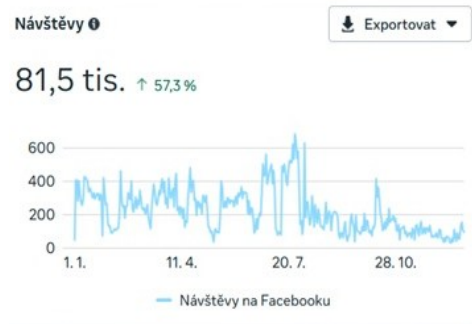 Návštěvy
Exportovat
81,5 tis. ↑ 57,3 %
600
400
200
0
1. 1. 11. 4. 20. 7. 28. 10.
Návštěvy na Facebooku